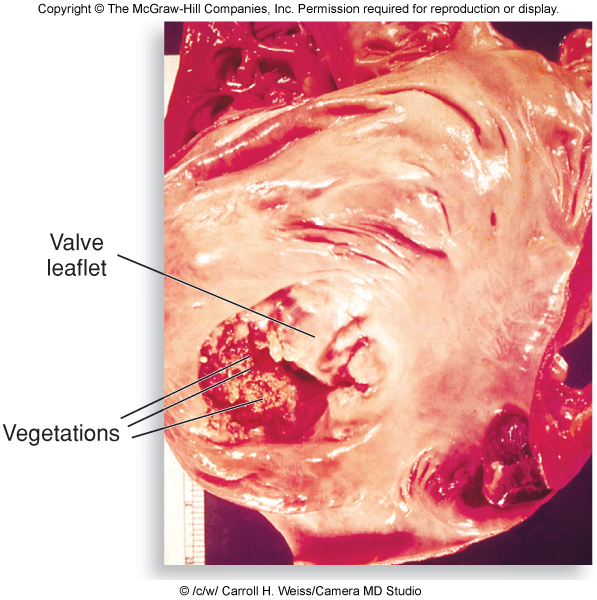 Copyright © The McGraw-Hill Companies, Inc. Permission required for reproduction or display.
Valve
leaflet
Vegetations
© /c/w/ Carroll H. Weiss/Camera MD Studio